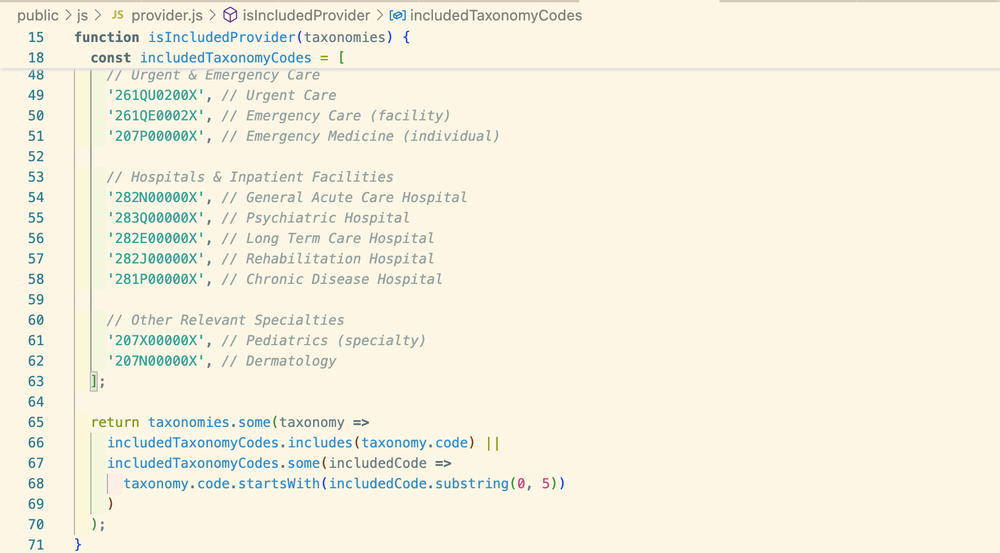 public > js > JS provider.js > isIncludedProvider > includedTaxonomyCodes
15 function isIncludedProvider(taxonomies) {
18 const includedTaxonomyCodes = [
48 // Urgent & Emergency Care
49 '261QU0200X', // Urgent Care
50 '261QE0002X', // Emergency Care (facility)
51 '207P00000X', // Emergency Medicine (individual)
52
53 // Hospitals & Inpatient Facilities
54 '282N00000X', // General Acute Care Hospital
55 '283Q00000X', // Psychiatric Hospital
56 '282E00000X', // Long Term Care Hospital
57 '282J00000X', // Rehabilitation Hospital
58 '281P00000X', // Chronic Disease Hospital
59
60 // Other Relevant Specialties
61 '207X00000X', // Pediatrics (specialty)
62 '207N00000X', // Dermatology
63 ];
64
65 return taxonomies.some(taxonomy =>
66 includedTaxonomyCodes.includes(taxonomy.code) ||
67 includedTaxonomyCodes.some(includedCode =>
68 taxonomy.code.startsWith(includedCode.substring(0, 5))
69 )
70 );
71 }